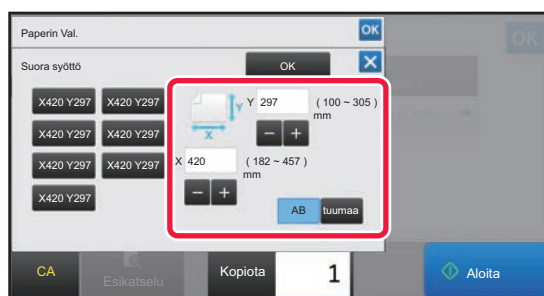 Paperin Val.
OK
OK
Suora syöttö
OK
X420 Y297
X420 Y297
Y
Y
297
( 100 ~ 305 )
mm
X
X420 Y297
X420 Y297
X420 Y297
X420 Y297
X
420
( 182 ~ 457 )
mm
X420 Y297
AB
tuumaa
CA
Esikatselu
Kopiota
1
Aloita